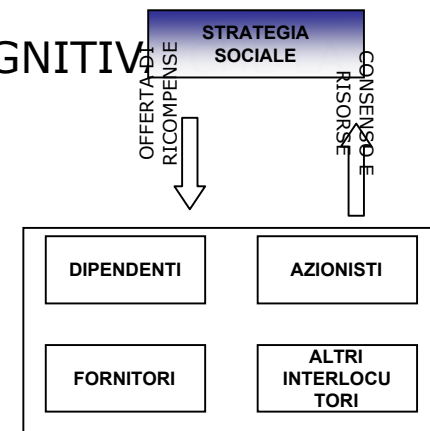 GNITIV
STRATEGIA
SOCIALE
OFFERTA DI
RICOMPENSE
CONSENSO E
RISORSE
DIPENDENTI
AZIONISTI
FORNITORI
ALTRI
INTERLOCU
TORI